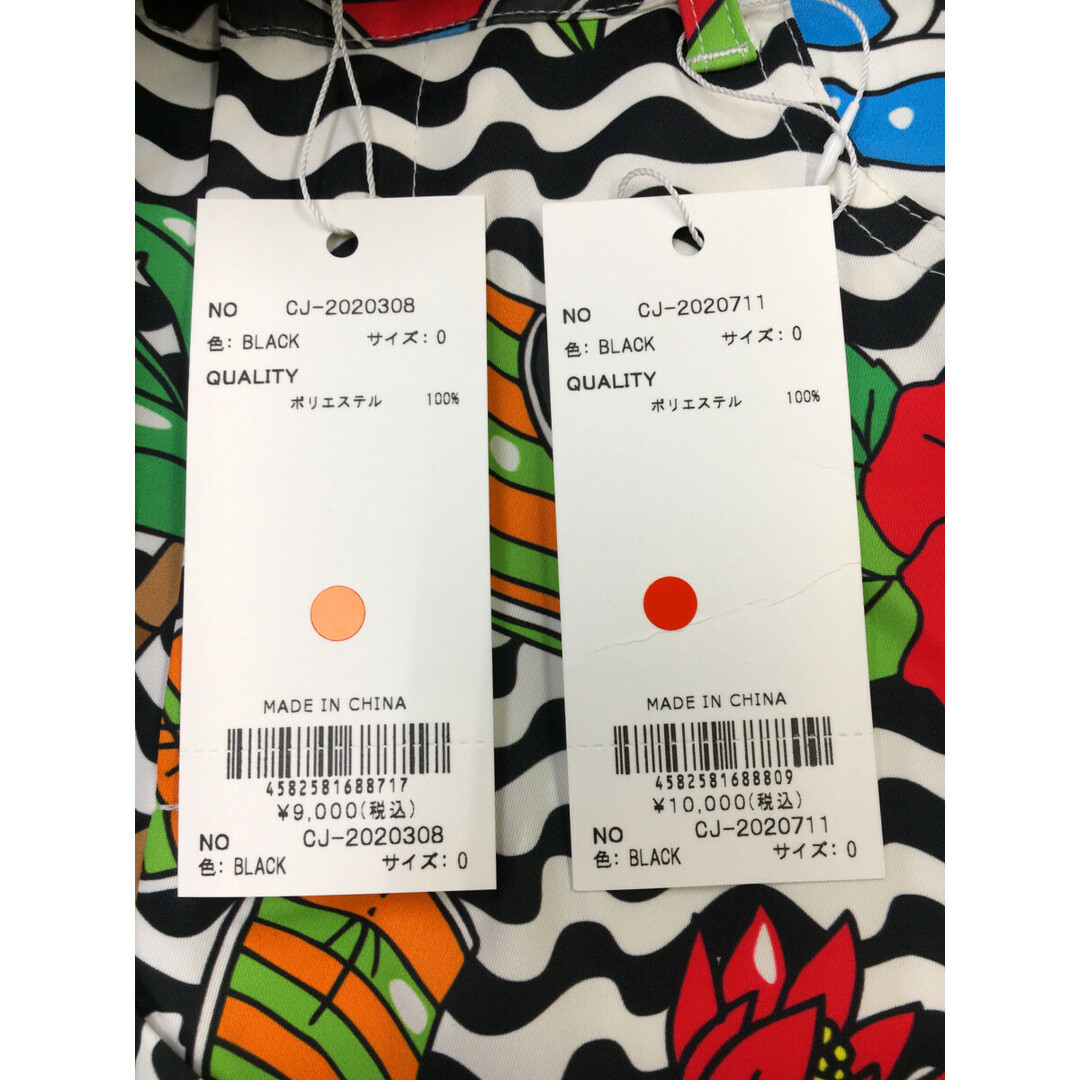 NO CJ-2020308
色: BLACK サイズ: 0
QUALITY
ポリエステル 100%
MADE IN CHINA
4582581688717
¥9,000(税込)
NO CJ-2020308
色: BLACK サイズ: 0
NO CJ-2020711
色: BLACK サイズ: 0
QUALITY
ポリエステル 100%
MADE IN CHINA
4582581688809
¥10,000(税込)
NO CJ-2020711
色: BLACK サイズ: 0